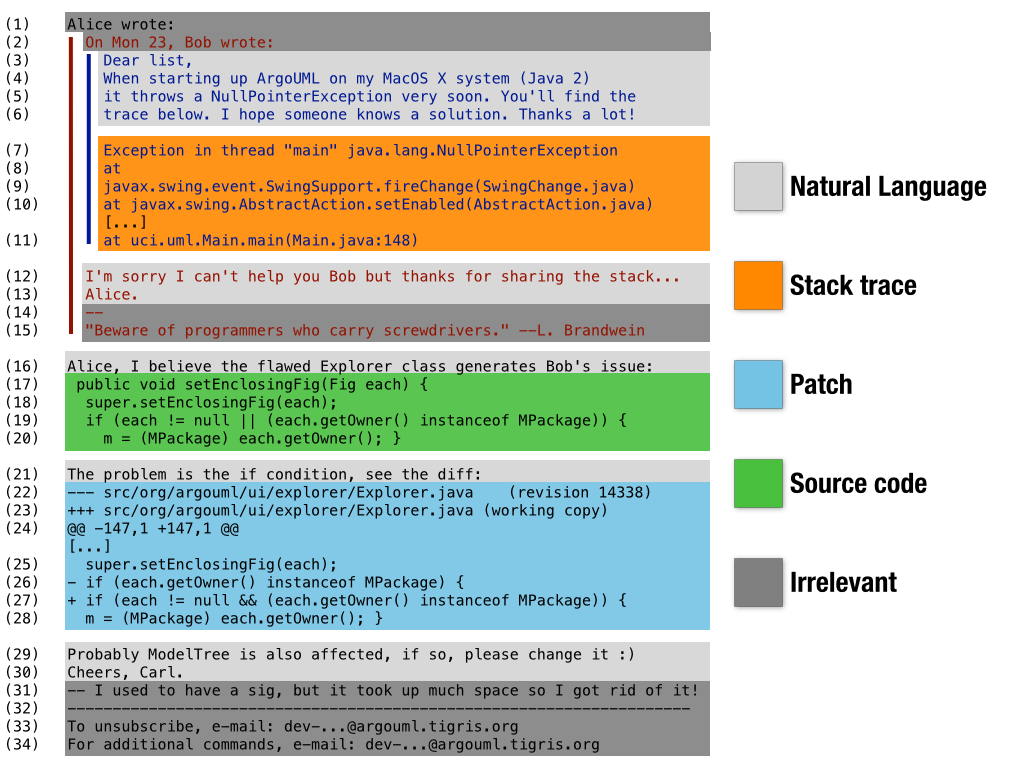 (1) Alice wrote:
(2) On Mon 23, Bob wrote:
(3) Dear list,
(4) When starting up ArgoUML on my MacOS X system (Java 2)
(5) it throws a NullPointerException very soon. You'll find the
(6) trace below. I hope someone knows a solution. Thanks a lot!
(7) Exception in thread "main" java.lang.NullPointerException
(8) at
(9) javax.swing.event.SwingSupport.fireChange(SwingChange.java)
(10) at javax.swing.AbstractAction.setEnabled(AbstractAction.java)
[...]
(11) at uci.uml.Main.main(Main.java:148)
(12) I'm sorry I can't help you Bob but thanks for sharing the stack...
(13) Alice.
(14) --
(15) "Beware of programmers who carry screwdrivers." --L. Brandwein
(16) Alice, I believe the flawed Explorer class generates Bob's issue:
(17) public void setEnclosingFig(Fig each) {
(18) super.setEnclosingFig(each);
(19) if (each != null || (each.getOwner() instanceof MPackage)) {
(20) m = (MPackage) each.getOwner(); }
(21) The problem is the if condition, see the diff:
(22) --- src/org/argouml/ui/explorer/Explorer.java (revision 14338)
(23) +++ src/org/argouml/ui/explorer/Explorer.java (working copy)
(24) @@ -147,1 +147,1 @@
[...]
(25) super.setEnclosingFig(each);
(26) - if (each.getOwner() instanceof MPackage) {
(27) + if (each != null && (each.getOwner() instanceof MPackage)) {
(28) m = (MPackage) each.getOwner(); }
(29) Probably ModelTree is also affected, if so, please change it :)
(30) Cheers, Carl.
(31) -- I used to have a sig, but it took up much space so I got rid of it!
(32) ---------------------------------------------------------------------
(33) To unsubscribe, e-mail: dev-...@argouml.tigris.org
(34) For additional commands, e-mail: dev-...@argouml.tigris.org
Natural Language
Stack trace
Patch
Source code
Irrelevant